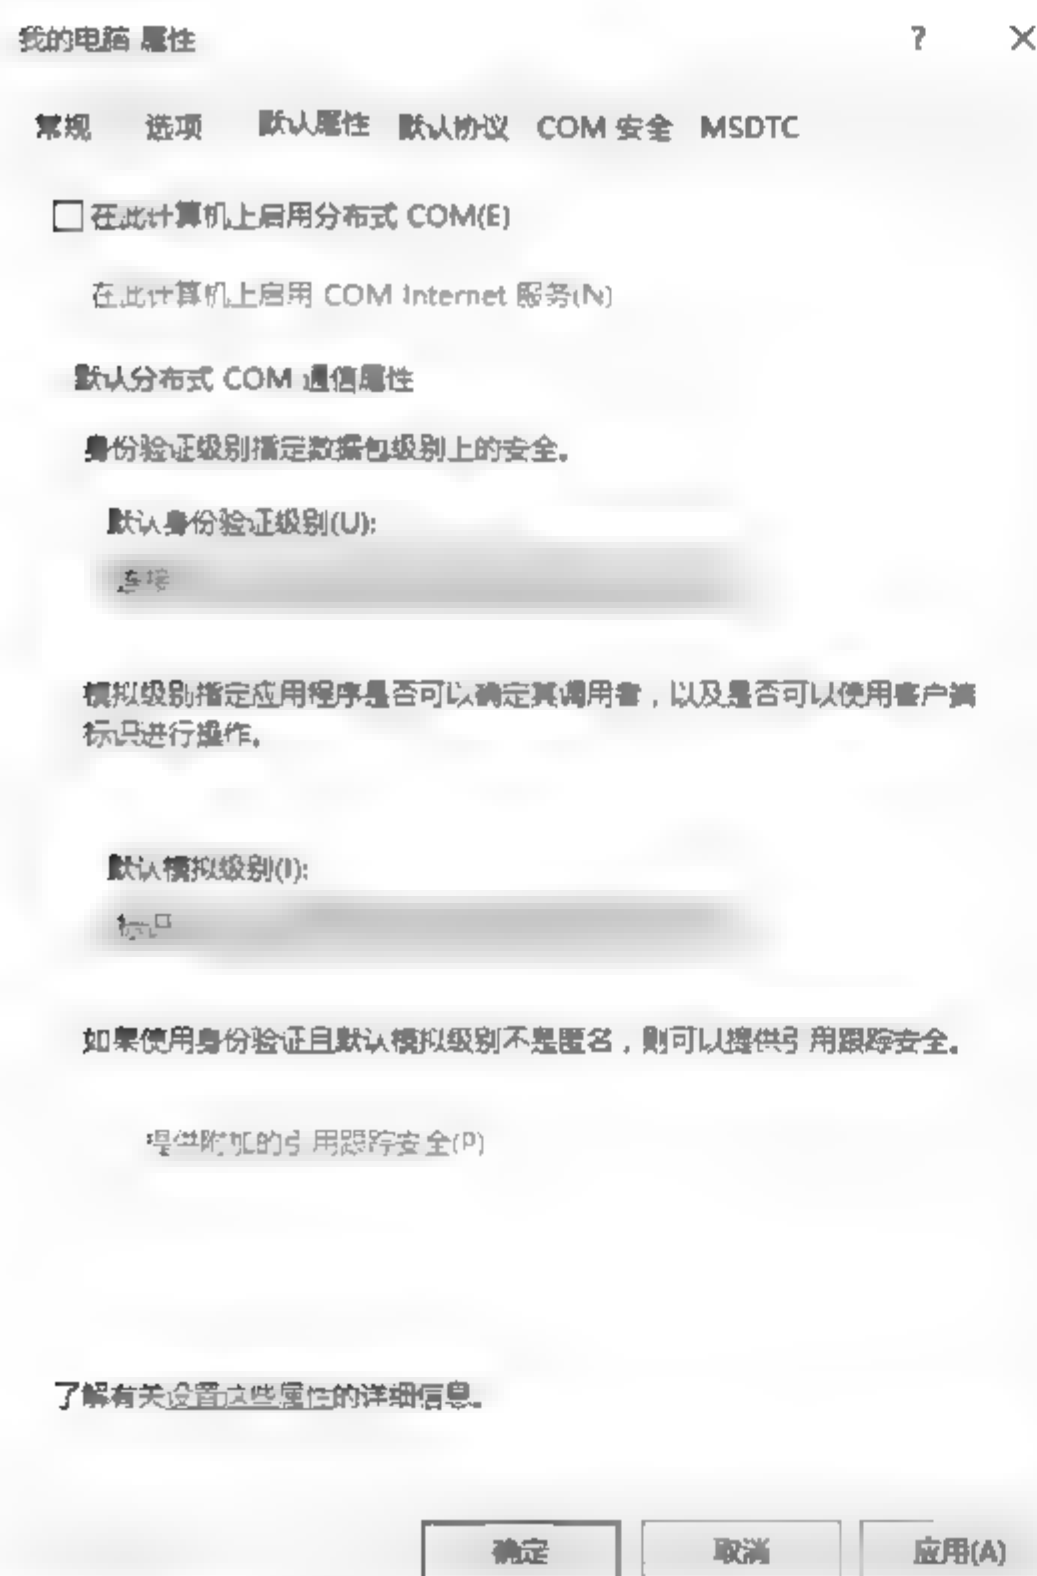 我的电脑 属性
?
×
常规 选项 默认属性 默认协议 COM 安全 MSDTC
在此计算机上启用分布式 COM(E)
在此计算机上启用 COM Internet 服务(N)
默认分布式 COM 通信属性
身份验证级别指定数据包级别上的安全。
默认身份验证级别(U):
连接
模拟级别指定应用程序是否可以确定其调用者，以及是否可以使用客户端
标识进行操作。
默认模拟级别(I):
标识
如果使用身份验证且默认模拟级别不是匿名，则可以提供引用跟踪安全。
提供附加的引用跟踪安全(P)
了解有关设置这些属性的详细信息。
确定 取消 应用(A)